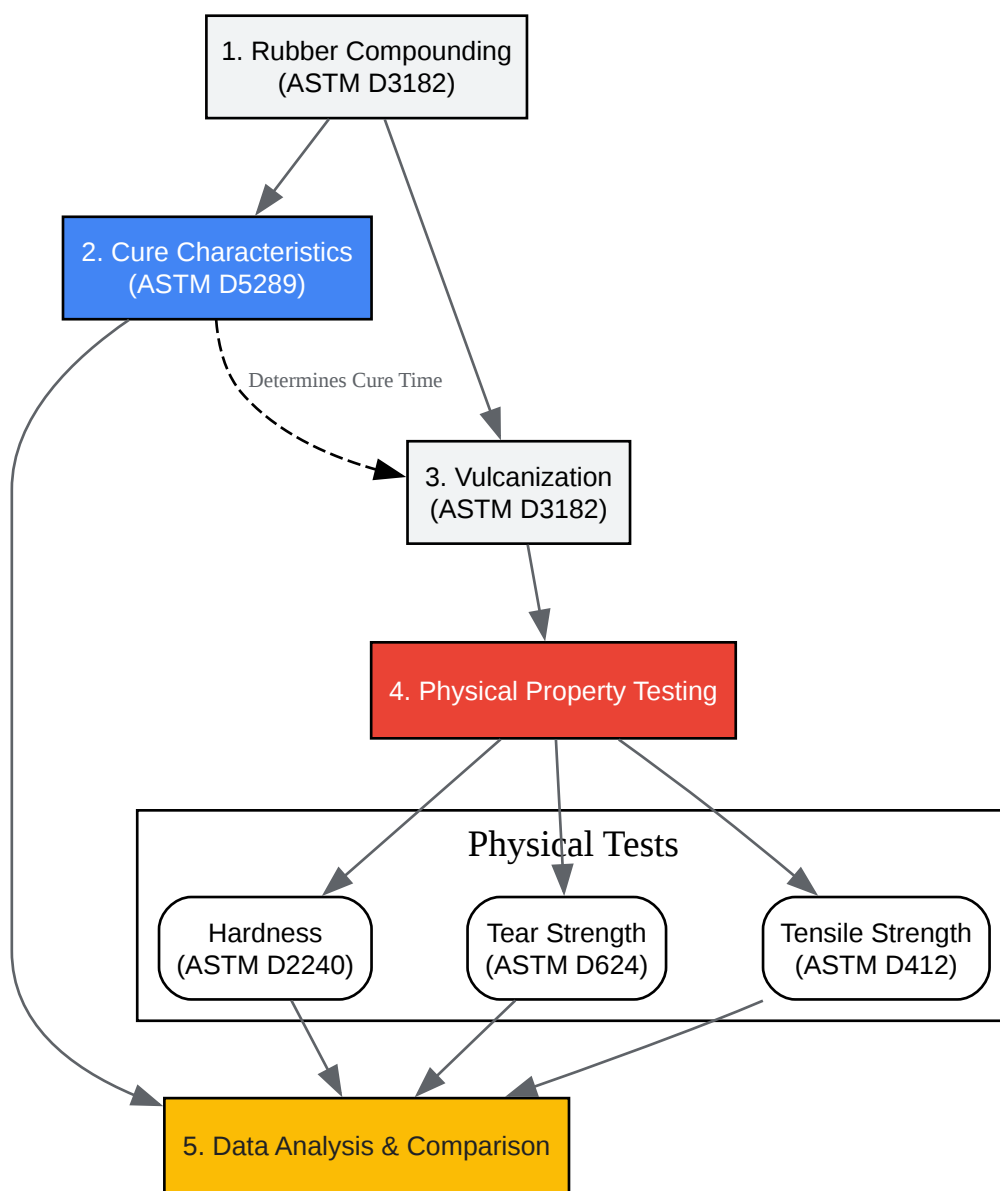 1. Rubber Compounding
(ASTM D3182)
2. Cure Characteristics
(ASTM D5289)
Determines Cure Time
3. Vulcanization
(ASTM D3182)
4. Physical Property Testing
Physical Tests
Hardness
(ASTM D2240)
Tear Strength
(ASTM D624)
Tensile Strength
(ASTM D412)
5. Data Analysis & Comparison